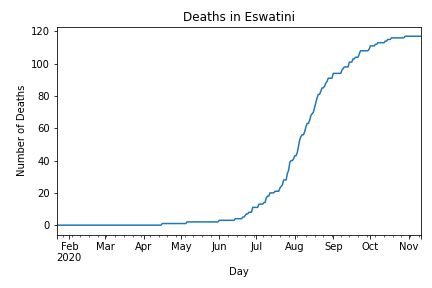 Deaths in Eswatini
Number of Deaths
120
100
80
60
40
20
0
Feb Mar Apr May Jun Jul Aug Sep Oct Nov
2020
Day